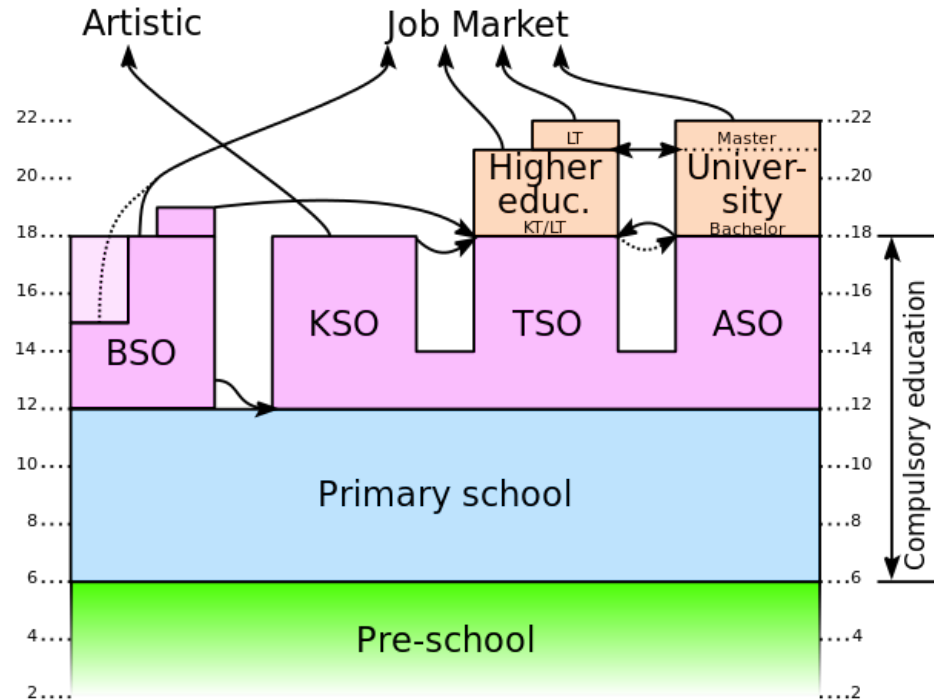 Artistic
Job Market
22.... ....22
LT
Master
20.... ....20
Higher
educ.
KT/LT
Univer-
sity
Bachelor
18.... ....18
16.... ....16
KSO
TSO
ASO
14.... ....14
BSO
12.... ....12
Compulsory education
10.... ....10
Primary school
8.... ....8
6.... ....6
Pre-school
4.... ....4
2.... ....2